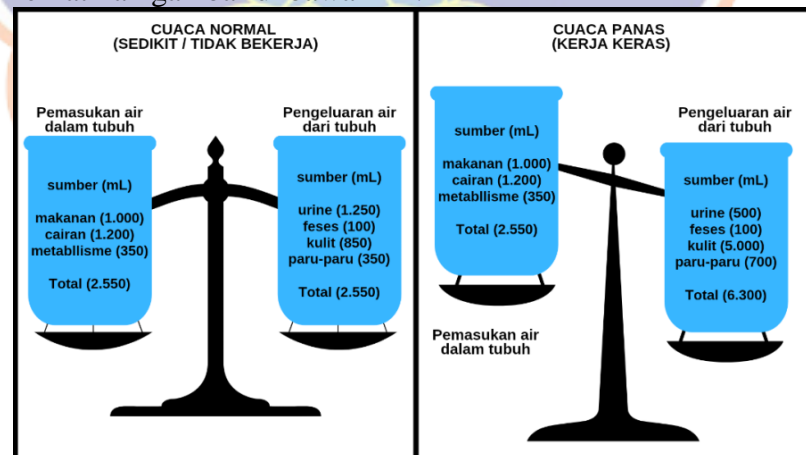 CUACA NORMAL
(SEDIKIT / TIDAK BEKERJA)
Pemasukan air
dalam tubuh
sumber (mL)
makanan (1.000)
cairan (1.200)
metabllisme (350)
Total (2.550)
Pengeluaran air
dari tubuh
sumber (mL)
urine (1.250)
feses (100)
kulit (850)
paru-paru (350)
Total (2.550)
CUACA PANAS
(KERJA KERAS)
sumber (mL)
makanan (1.000)
cairan (1.200)
metabllisme (350)
Total (2.550)
Pemasukan air
dalam tubuh
Pengeluaran air
dari tubuh
sumber (mL)
urine (500)
feses (100)
kulit (5.000)
paru-paru (700)
Total (6.300)